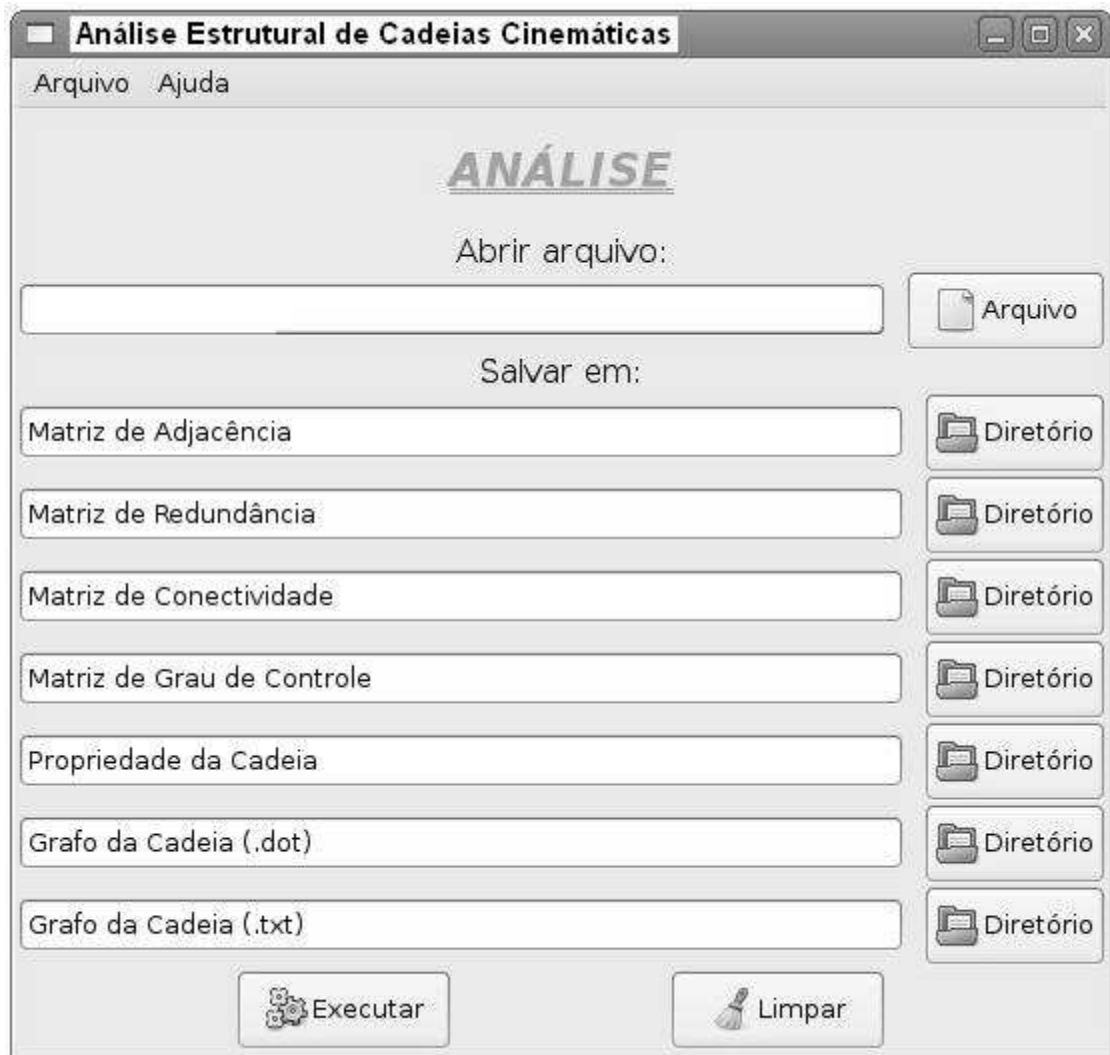 Análise Estrutural de Cadeias Cinemáticas
Arquivo Ajuda
ANÁLISE
Abrir arquivo:
Arquivo
Salvar em:
Matriz de Adjacência Diretório
Matriz de Redundância Diretório
Matriz de Conectividade Diretório
Matriz de Grau de Controle Diretório
Propriedade da Cadeia Diretório
Grafo da Cadeia (.dot) Diretório
Grafo da Cadeia (.txt) Diretório
Executar Limpar